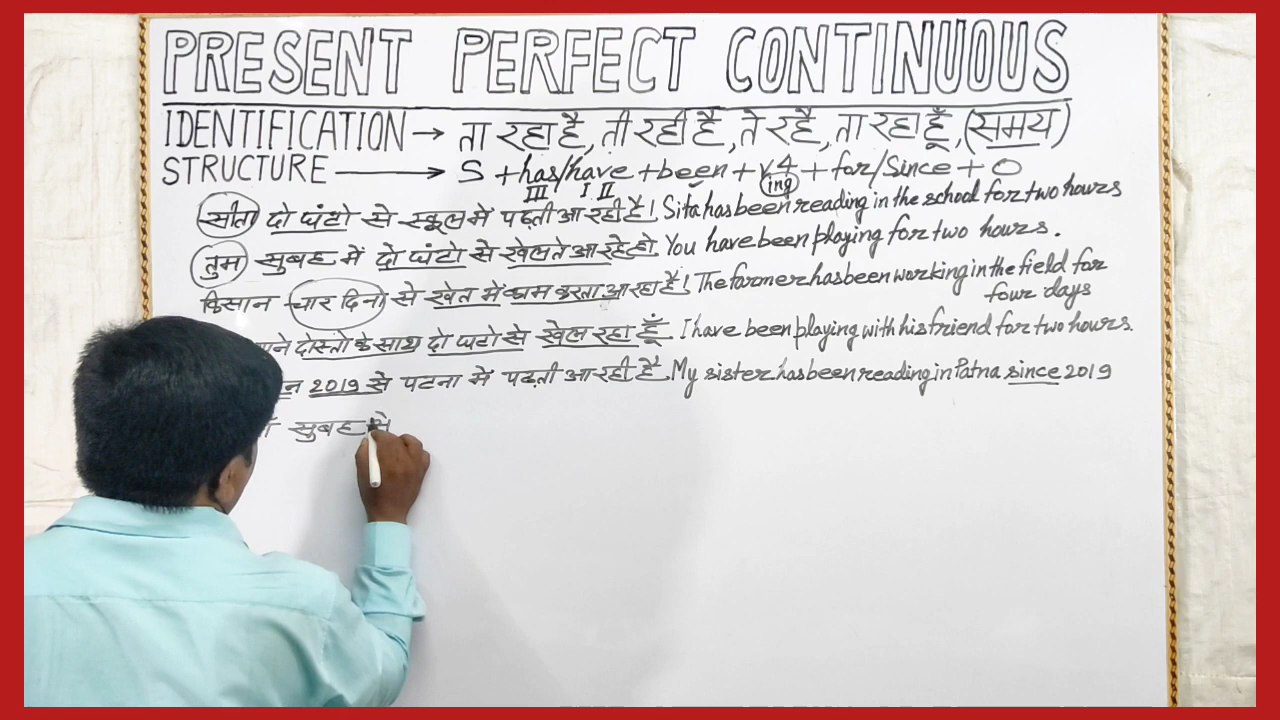 PRESENT PERFECT CONTINUOUS
IDENTIFICATION → ता रहा है, ती रही है, ते रहै, ता रहा हूँ, (समय)
STRUCTURE → S + has/have + been + v4 + for/Since + O
III I II ing
सीता दो घंटो से स्कूल में पढ़ती आ रही है। Sita has been reading in the school for two hours
तुम सुबह में दो घंटो से खेलते आ रहे हो. You have been playing for two hours.
किसान चार दिनो से खेत में काम करता आ रहा है। The farmer has been working in the field for
four days
दोस्तो के साथ दो घंटो से खेल रहा हूँ. I have been playing with his friend for two hours.
2019 से पटना में पढ़ती आ रही है. My sister has been reading in Patna since 2019
सुबह से